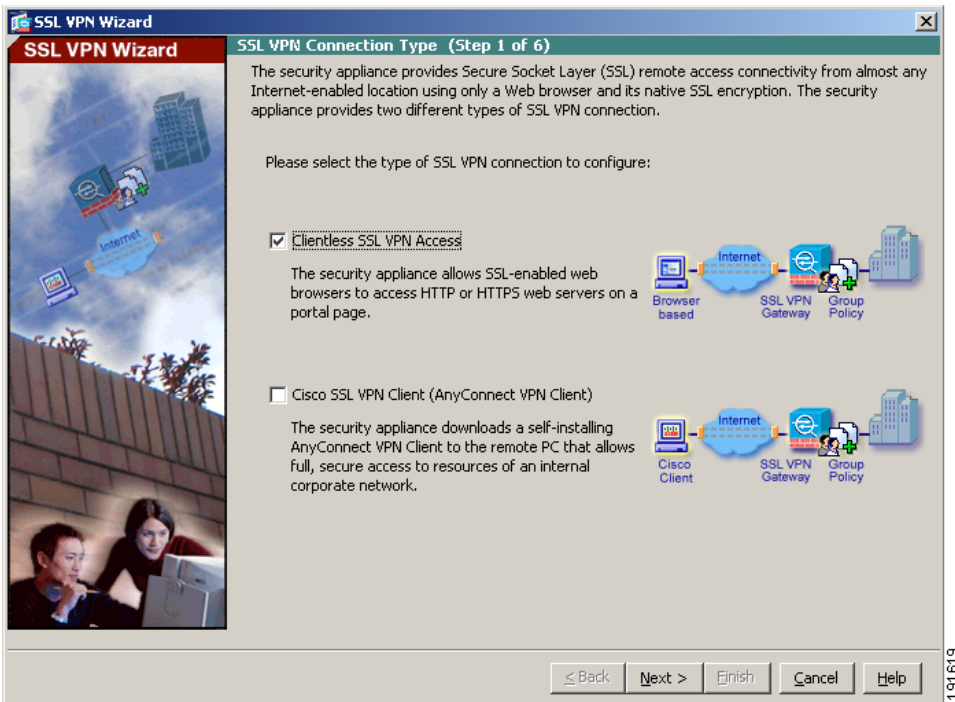 SSL VPN Wizard
SSL VPN Wizard
SSL VPN Connection Type (Step 1 of 6)
The security appliance provides Secure Socket Layer (SSL) remote access connectivity from almost any
Internet-enabled location using only a Web browser and its native SSL encryption. The security
appliance provides two different types of SSL VPN connection.
Please select the type of SSL VPN connection to configure:
Internet
Clientless SSL VPN Access
The security appliance allows SSL-enabled web
browsers to access HTTP or HTTPS web servers on a
portal page.
Internet
Browser
based
SSL VPN
Gateway
Group
Policy
Cisco SSL VPN Client (AnyConnect VPN Client)
The security appliance downloads a self-installing
AnyConnect VPN Client to the remote PC that allows
full, secure access to resources of an internal
corporate network.
Internet
Cisco
Client
SSL VPN
Gateway
Group
Policy
< Back
Next >
Finish
Cancel
Help
191619